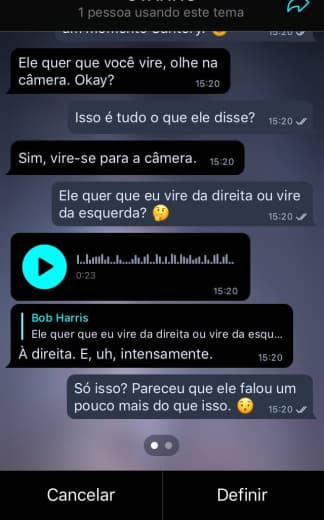 1 pessoa usando este tema
15:20
Ele quer que você vire, olhe na
câmera. Okay?
15:20
Isso é tudo o que ele disse? 15:20
Sim, vire-se para a câmera. 15:20
Ele quer que eu vire da direita ou vire
da esquerda? 🤔 15:20
0:23
15:20
Bob Harris
Ele quer que eu vire da direita ou vire da esqu...
À direita. E, uh, intensamente. 15:20
Só isso? Pareceu que ele falou um
pouco mais do que isso. 😯 15:20
Cancelar Definir